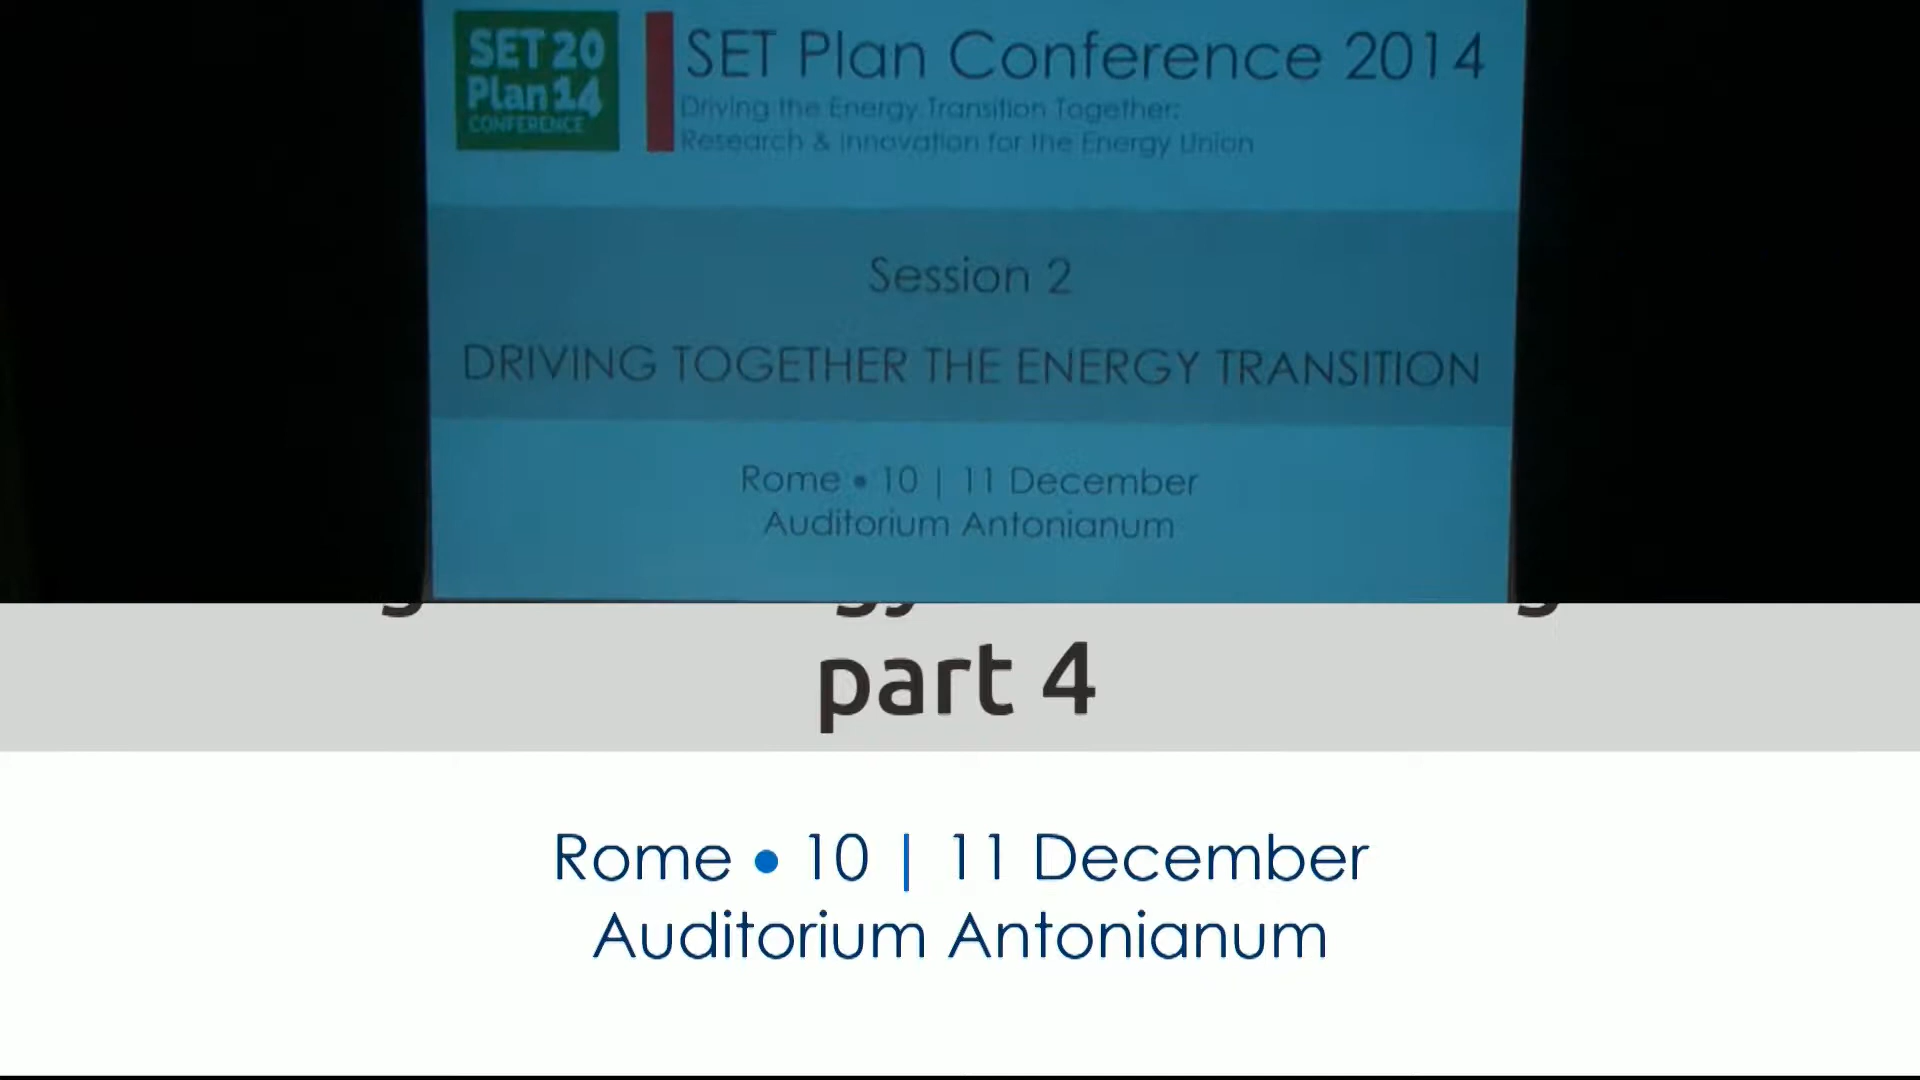 SET 20
Plan 14
CONFERENCE
SET Plan Conference 2014
Driving the Energy Transition Together:
Research & Innovation for the Energy Union
Session 2
DRIVING TOGETHER THE ENERGY TRANSITION
Rome • 10 | 11 December
Auditorium Antonianum
part 4
Rome • 10 | 11 December
Auditorium Antonianum